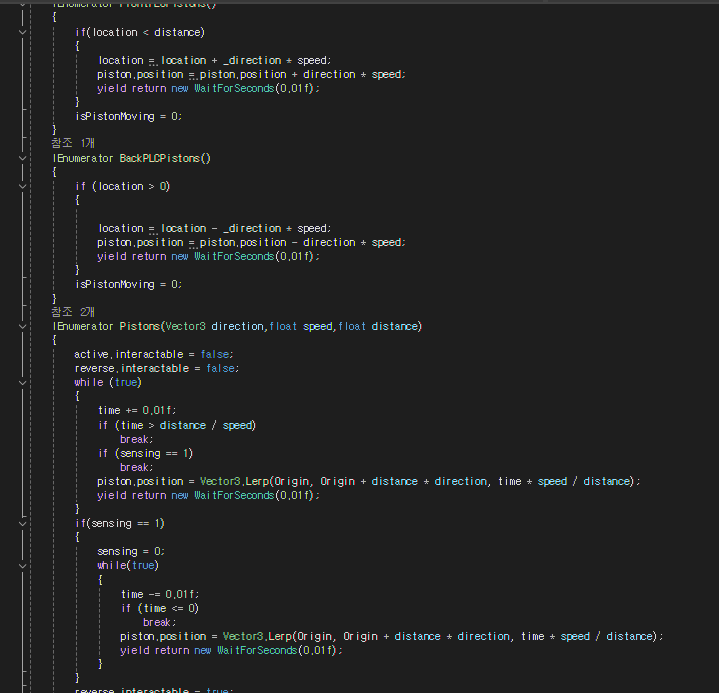 IEnumerator FrontPLCPistons()
{
if(location < distance)
{
location = location + _direction * speed;
piston.position = piston.position + direction * speed;
yield return new WaitForSeconds(0.01f);
}
isPistonMoving = 0;
}
참조 1개
IEnumerator BackPLCPistons()
{
if (location > 0)
{
location = location - _direction * speed;
piston.position = piston.position - direction * speed;
yield return new WaitForSeconds(0.01f);
}
isPistonMoving = 0;
}
참조 2개
IEnumerator Pistons(Vector3 direction,float speed,float distance)
{
active.interactable = false;
reverse.interactable = false;
while (true)
{
time += 0.01f;
if (time > distance / speed)
break;
if (sensing == 1)
break;
piston.position = Vector3.Lerp(Origin, Origin + distance * direction, time * speed / distance);
yield return new WaitForSeconds(0.01f);
}
if(sensing == 1)
{
sensing = 0;
while(true)
{
time -= 0.01f;
if (time <= 0)
break;
piston.position = Vector3.Lerp(Origin, Origin + distance * direction, time * speed / distance);
yield return new WaitForSeconds(0.01f);
}
}
reverse.interactable = true;